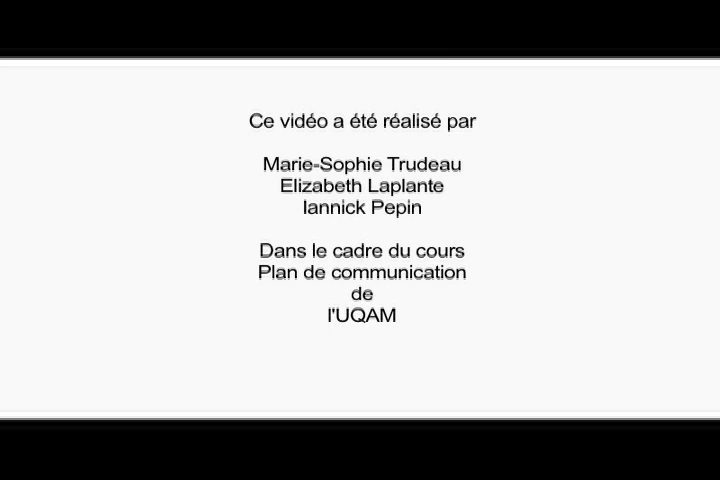 Ce vidéo a été réalisé par
Marie-Sophie Trudeau
Elizabeth Laplante
Iannick Pepin
Dans le cadre du cours
Plan de communication
de
l'UQAM